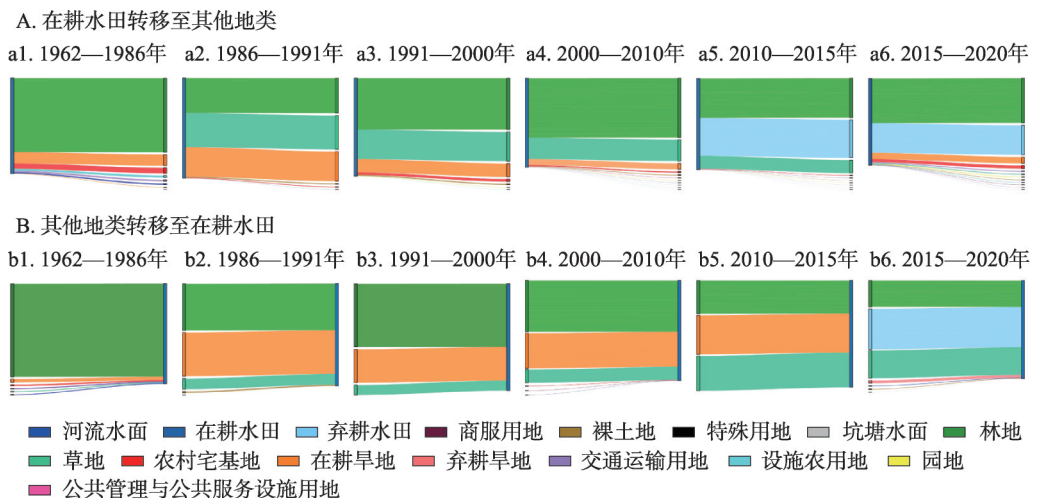 A. 在耕水田转移至其他地类
a1. 1962—1986年 a2. 1986—1991年 a3. 1991—2000年 a4. 2000—2010年 a5. 2010—2015年 a6. 2015—2020年
B. 其他地类转移至在耕水田
b1. 1962—1986年 b2. 1986—1991年 b3. 1991—2000年 b4. 2000—2010年 b5. 2010—2015年 b6. 2015—2020年
河流水面 在耕水田 弃耕水田 商服用地 裸土地 特殊用地 坑塘水面 林地
草地 农村宅基地 在耕旱地 弃耕旱地 交通运输用地 设施农用地 园地
公共管理与公共服务设施用地